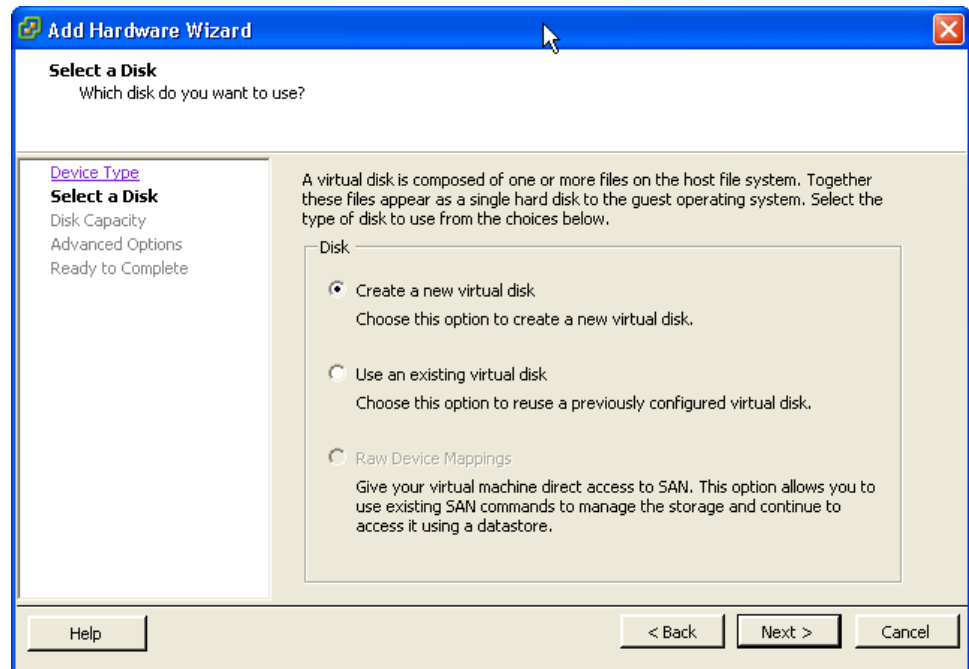 Add Hardware Wizard
Select a Disk
Which disk do you want to use?
Device Type
Select a Disk
Disk Capacity
Advanced Options
Ready to Complete
A virtual disk is composed of one or more files on the host file system. Together
these files appear as a single hard disk to the guest operating system. Select the
type of disk to use from the choices below.
Disk
Create a new virtual disk
Choose this option to create a new virtual disk.
Use an existing virtual disk
Choose this option to reuse a previously configured virtual disk.
Raw Device Mappings
Give your virtual machine direct access to SAN. This option allows you to
use existing SAN commands to manage the storage and continue to
access it using a datastore.
Help
< Back
Next >
Cancel